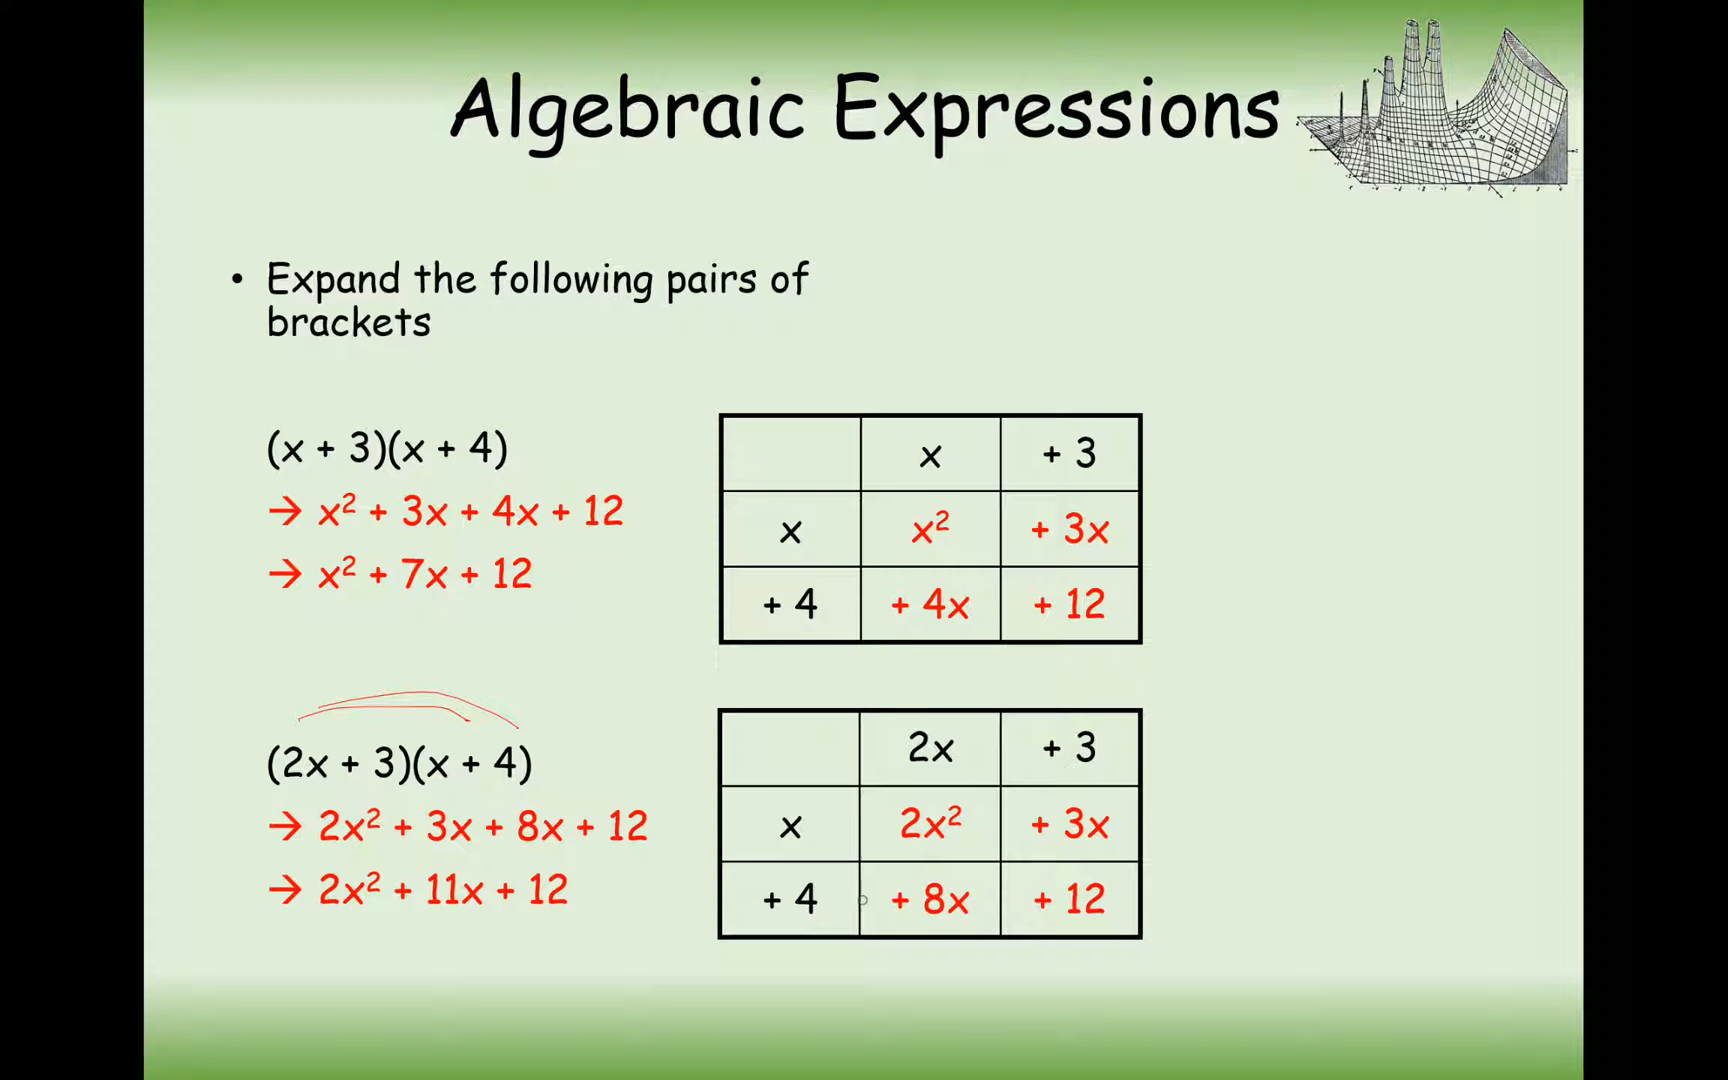 Algebraic Expressions
• Expand the following pairs of
brackets
(x + 3)(x + 4)
→ x² + 3x + 4x + 12
→ x² + 7x + 12
x + 3
x x² + 3x
+ 4 + 4x + 12
(2x + 3)(x + 4)
→ 2x² + 3x + 8x + 12
→ 2x² + 11x + 12
2x + 3
x 2x² + 3x
+ 4 + 8x + 12